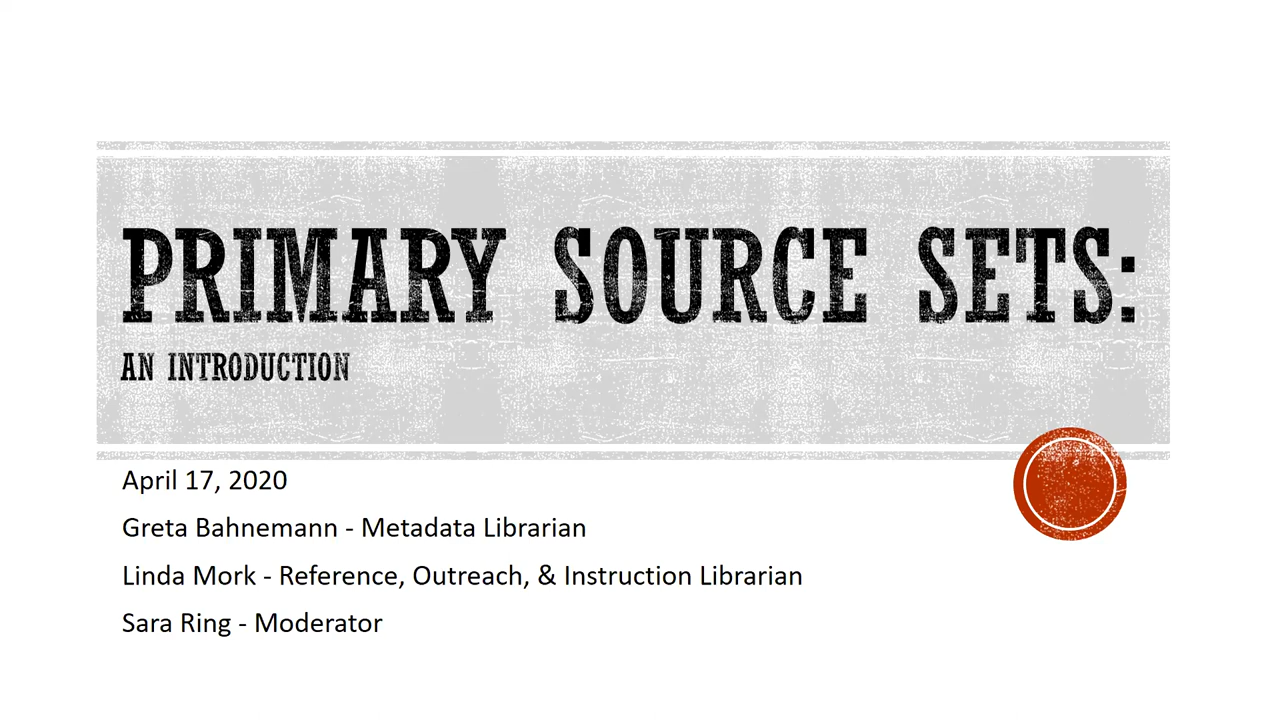 PRIMARY SOURCE SETS:
AN INTRODUCTION
April 17, 2020
Greta Bahnemann - Metadata Librarian
Linda Mork - Reference, Outreach, & Instruction Librarian
Sara Ring - Moderator